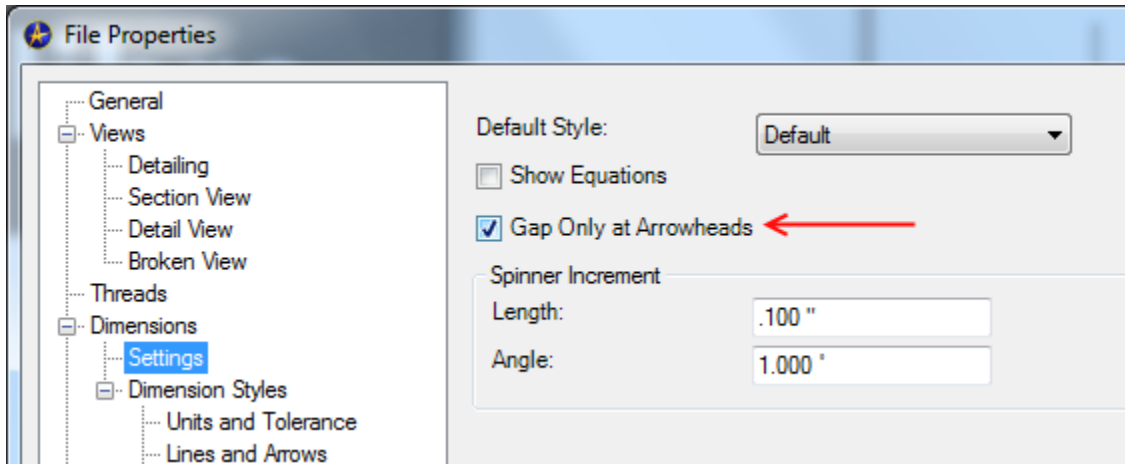 File Properties
General
Views
Detailing
Section View
Detail View
Broken View
Threads
Dimensions
Settings
Dimension Styles
Units and Tolerance
Lines and Arrows
Default Style: Default
Show Equations
Gap Only at Arrowheads
Spinner Increment
Length: .100 "
Angle: 1.000 °